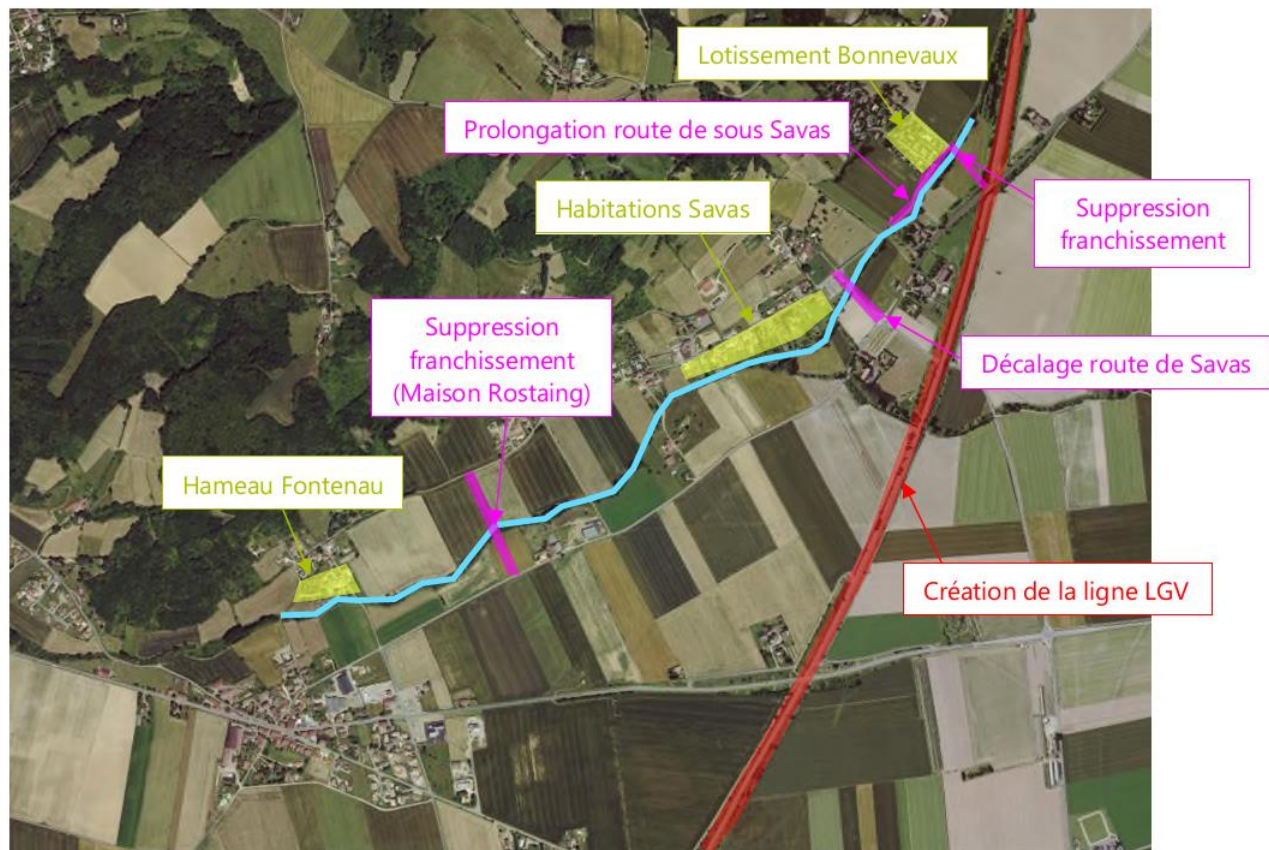 Lotissement Bonnevaux
Prolongation route de sous Savas
Habitations Savas
Suppression
franchissement
Suppression
franchissement
(Maison Rostaing)
Décalage route de Savas
Hameau Fontenau
Création de la ligne LGV